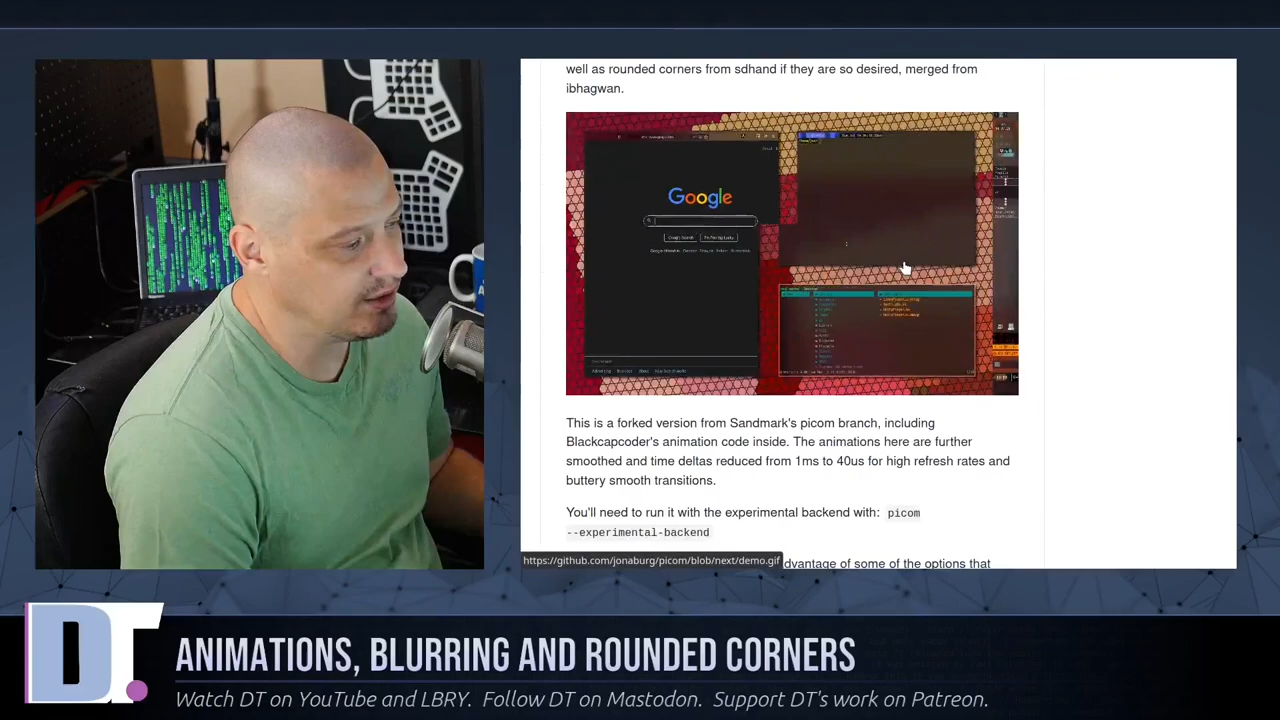 well as rounded corners from sdhand if they are so desired, merged from
ibhagwan.
Google
Google Search
This is a forked version from Sandmark's picom branch, including
Blackcapcoder's animation code inside. The animations here are further
smoothed and time deltas reduced from 1ms to 40us for high refresh rates and
buttery smooth transitions.
You'll need to run it with the experimental backend with: picom
--experimental-backend
https://github.com/jonaburg/picom/blob/next/demo.gif
dvantage of some of the options that
DT.
ANIMATIONS, BLURRING AND ROUNDED CORNERS
Watch DT on YouTube and LBRY. Follow DT on Mastodon. Support DT's work on Patreon.